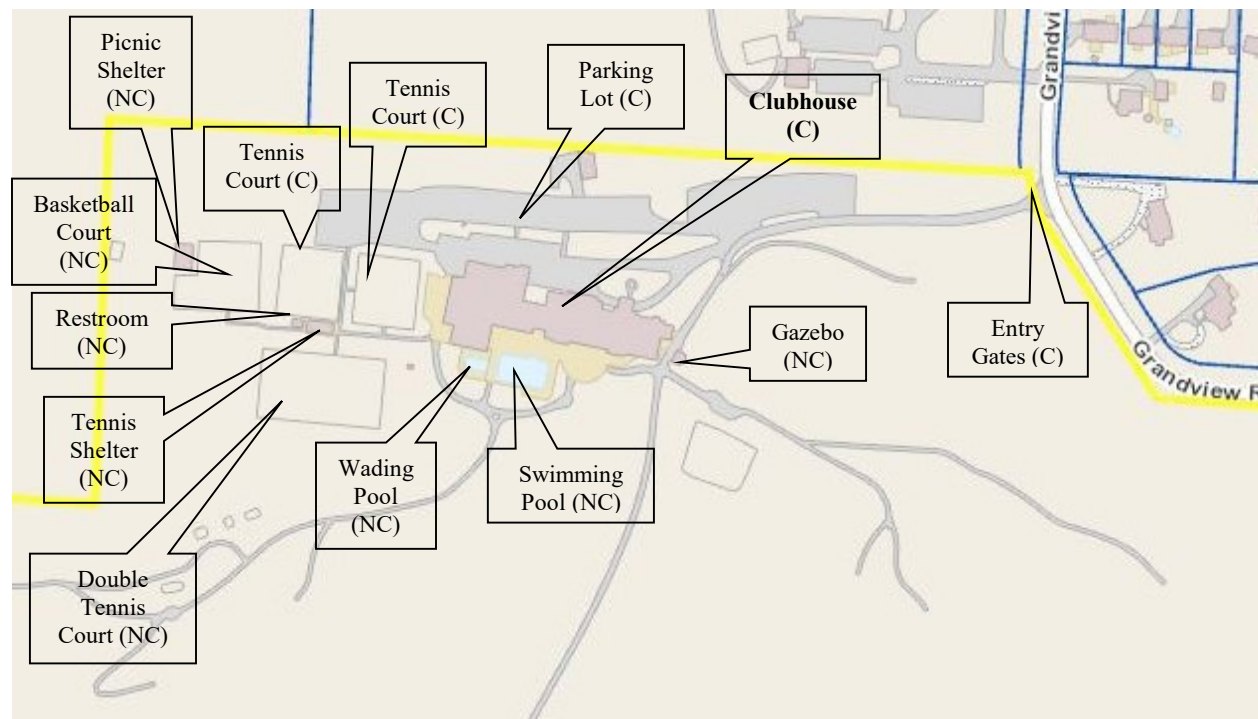 Picnic
Shelter
(NC)
Tennis
Court (C)
Parking
Lot (C)
Clubhouse
(C)
Grandvi
Tennis
Court (C)
Basketball
Court
(NC)
Restroom
(NC)
Gazebo
(NC)
Entry
Gates (C)
Grandview R
Tennis
Shelter
(NC)
Wading
Pool
(NC)
Swimming
Pool (NC)
Double
Tennis
Court (NC)